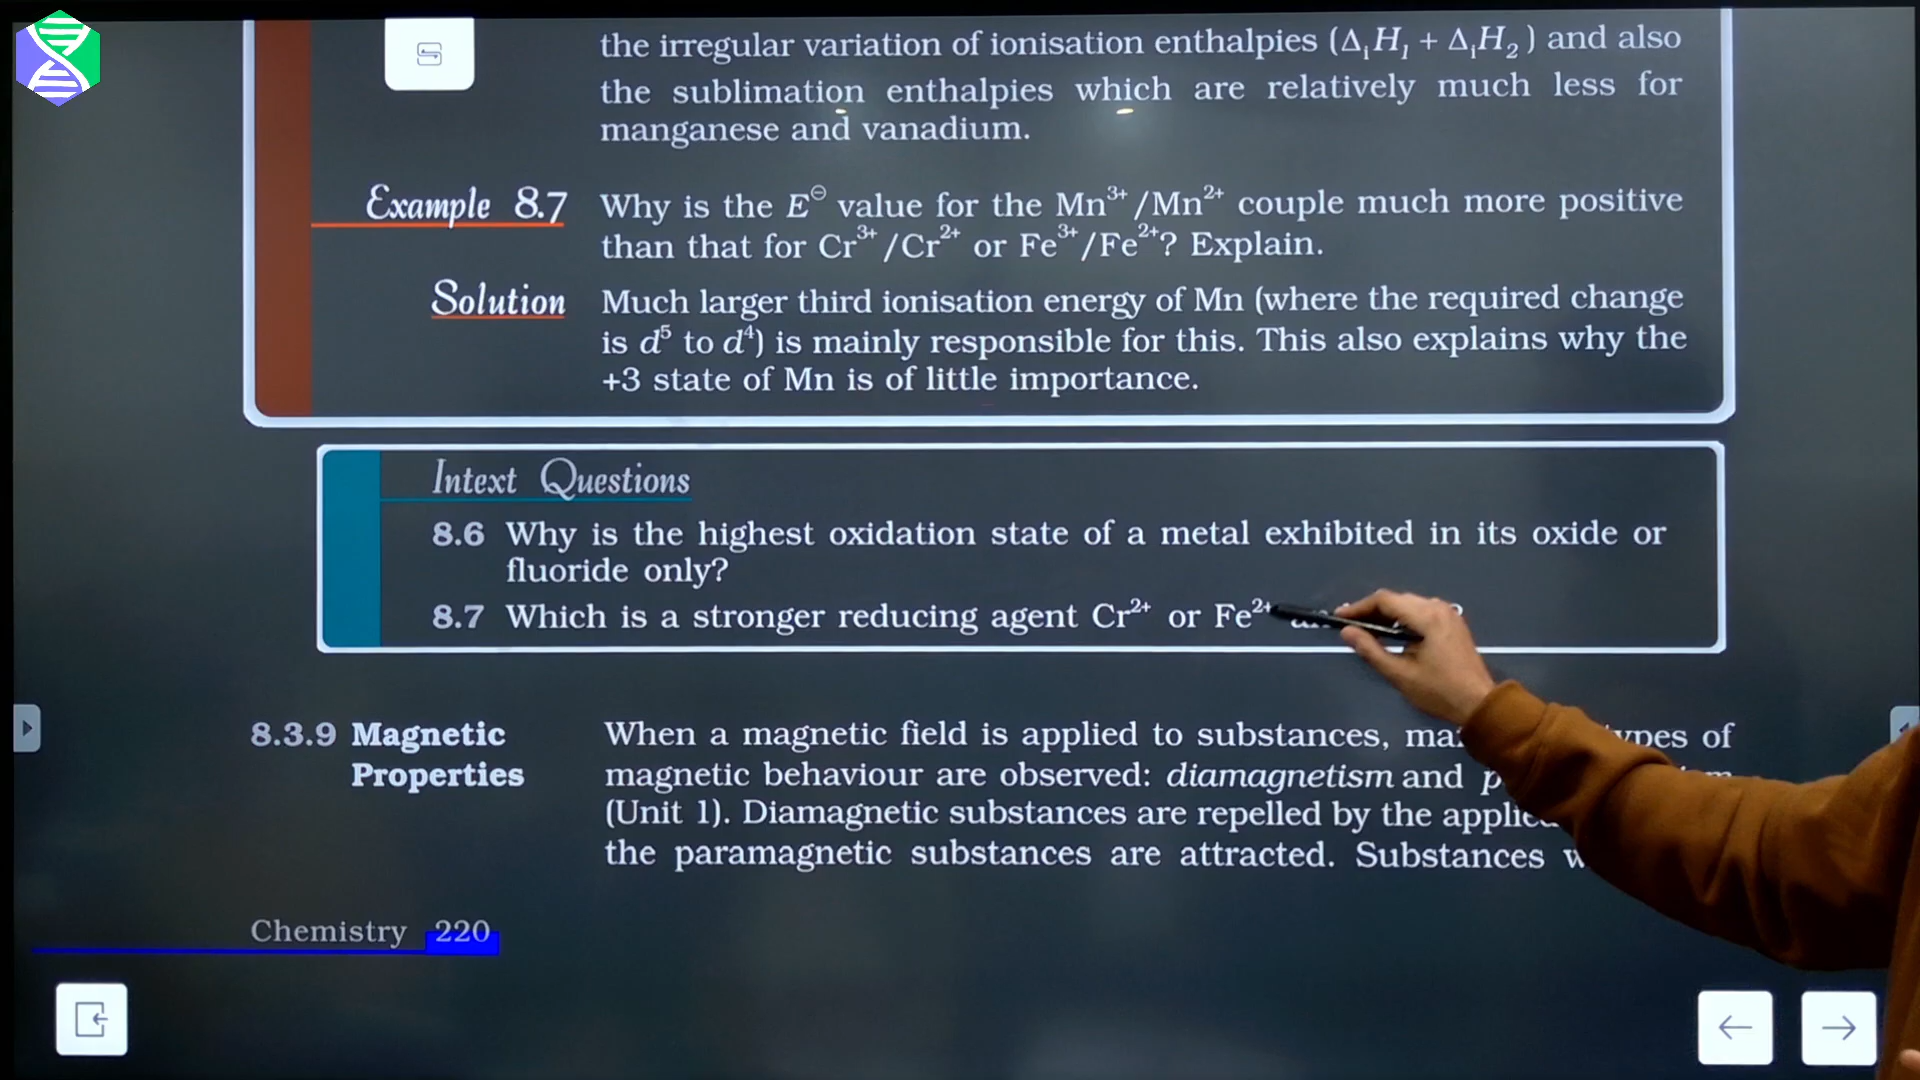 the irregular variation of ionisation enthalpies (ΔᵢH₁ + ΔᵢH₂ ) and also
the sublimation enthalpies which are relatively much less for
manganese and vanadium.
Example 8.7 Why is the E⊖ value for the Mn³⁺/Mn²⁺ couple much more positive
than that for Cr³⁺/Cr²⁺ or Fe³⁺/Fe²⁺? Explain.
Solution Much larger third ionisation energy of Mn (where the required change
is d⁵ to d⁴) is mainly responsible for this. This also explains why the
+3 state of Mn is of little importance.
Intext Questions
8.6 Why is the highest oxidation state of a metal exhibited in its oxide or
fluoride only?
8.7 Which is a stronger reducing agent Cr²⁺ or Fe²⁺ ?
8.3.9 Magnetic
Properties
When a magnetic field is applied to substances, of
magnetic behaviour are observed: diamagnetism and
(Unit 1). Diamagnetic substances are repelled by the
the paramagnetic substances are attracted. Substances
Chemistry 220